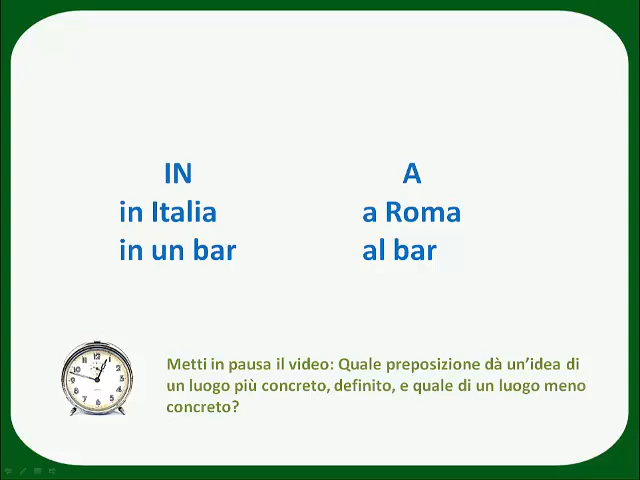 IN A
in Italia a Roma
in un bar al bar
Metti in pausa il video: Quale preposizione dà un'idea di
un luogo più concreto, definito, e quale di un luogo meno
concreto?